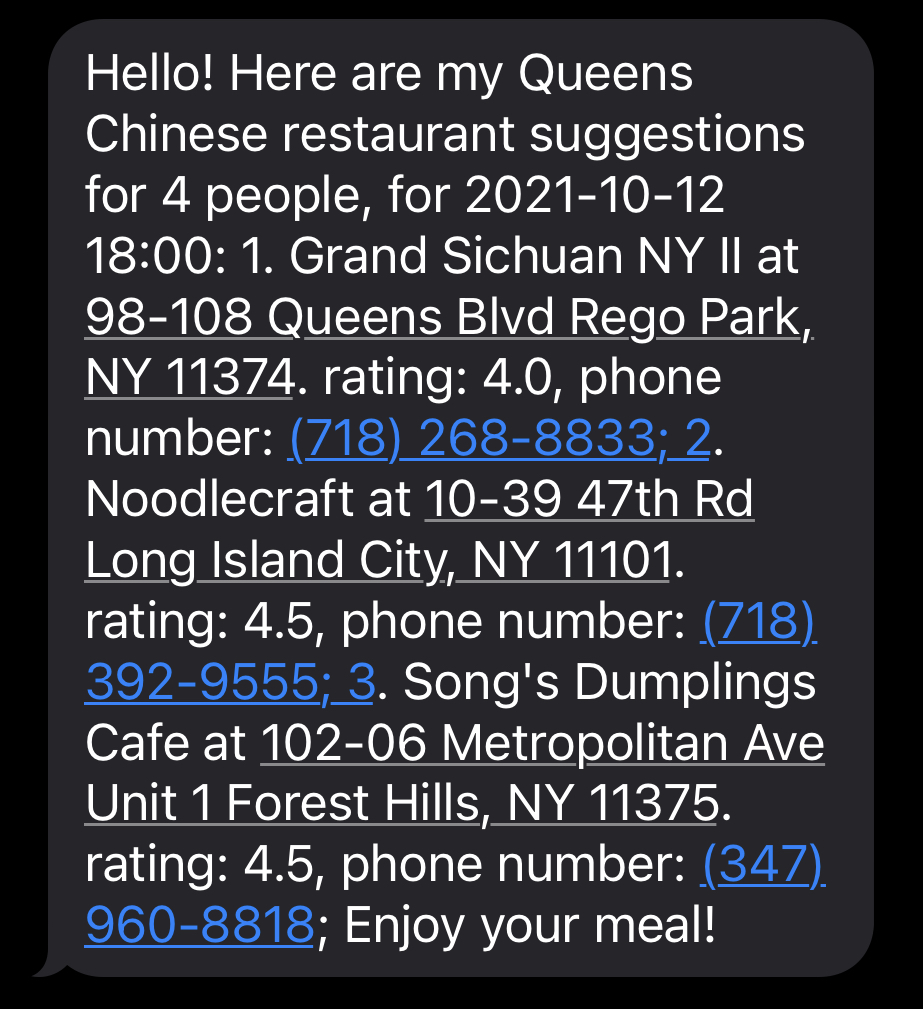 Hello! Here are my Queens
Chinese restaurant suggestions
for 4 people, for 2021-10-12
18:00: 1. Grand Sichuan NY II at
98-108 Queens Blvd Rego Park,
NY 11374. rating: 4.0, phone
number: (718) 268-8833; 2.
Noodlecraft at 10-39 47th Rd
Long Island City, NY 11101.
rating: 4.5, phone number: (718)
392-9555; 3. Song's Dumplings
Cafe at 102-06 Metropolitan Ave
Unit 1 Forest Hills, NY 11375.
rating: 4.5, phone number: (347)
960-8818; Enjoy your meal!